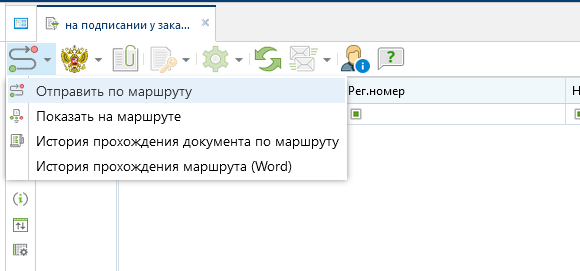 на подписании у зака...
Отправить по маршруту
Рег.номер
Н
Показать на маршруте
История прохождения документа по маршруту
История прохождения маршрута (Word)